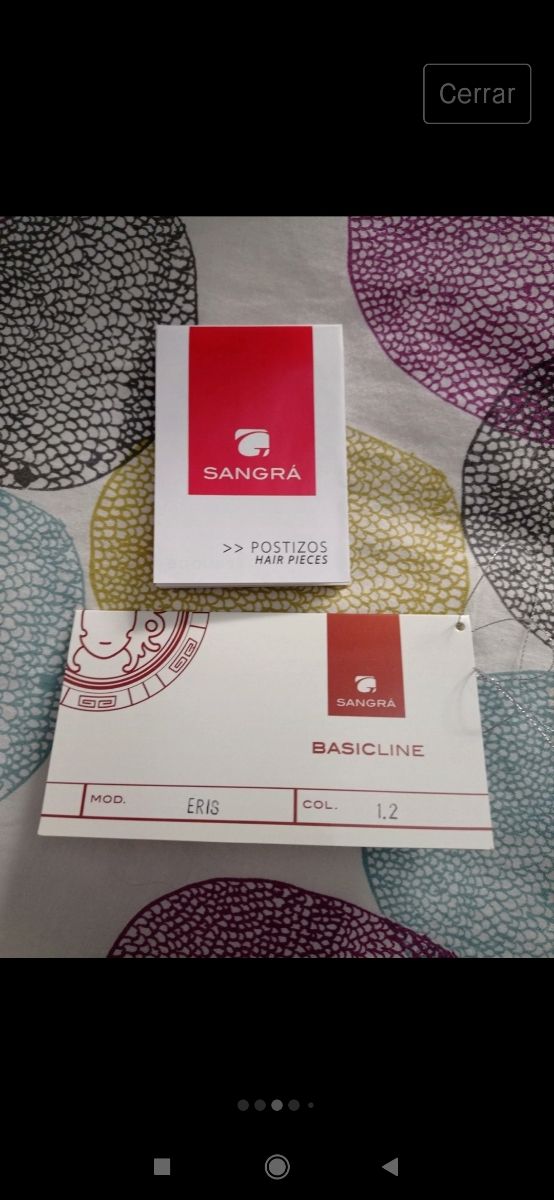 Cerrar
SANGRÁ
>> POSTIZOS
HAIR PIECES
SANGRÁ
BASICLINE
MOD. ERIS COL. 1.2